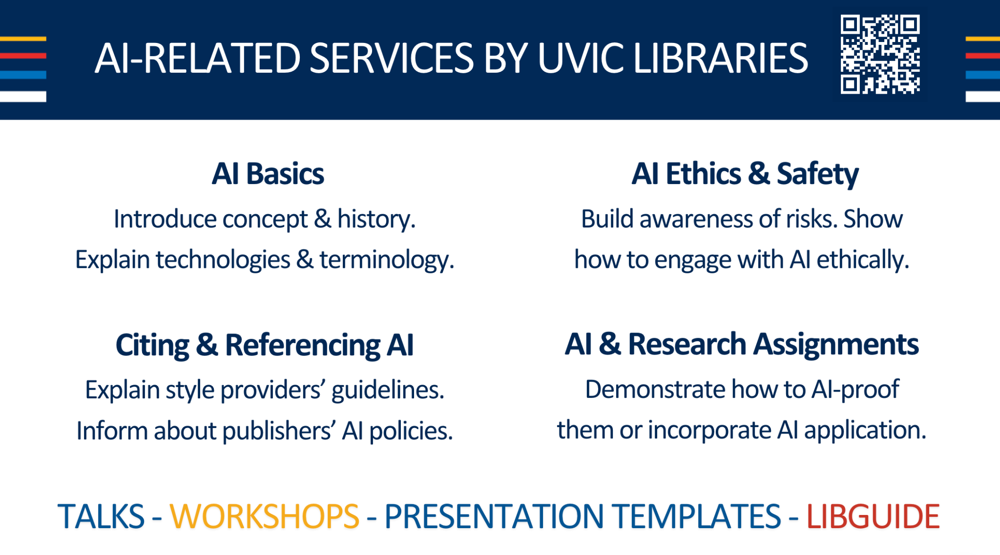 AI-RELATED SERVICES BY UVIC LIBRARIES
AI Basics
Introduce concept & history.
Explain technologies & terminology.
AI Ethics & Safety
Build awareness of risks. Show
how to engage with AI ethically.
Citing & Referencing AI
Explain style providers’ guidelines.
Inform about publishers’ AI policies.
AI & Research Assignments
Demonstrate how to AI-proof
them or incorporate AI application.
TALKS - WORKSHOPS - PRESENTATION TEMPLATES - LIBGUIDE